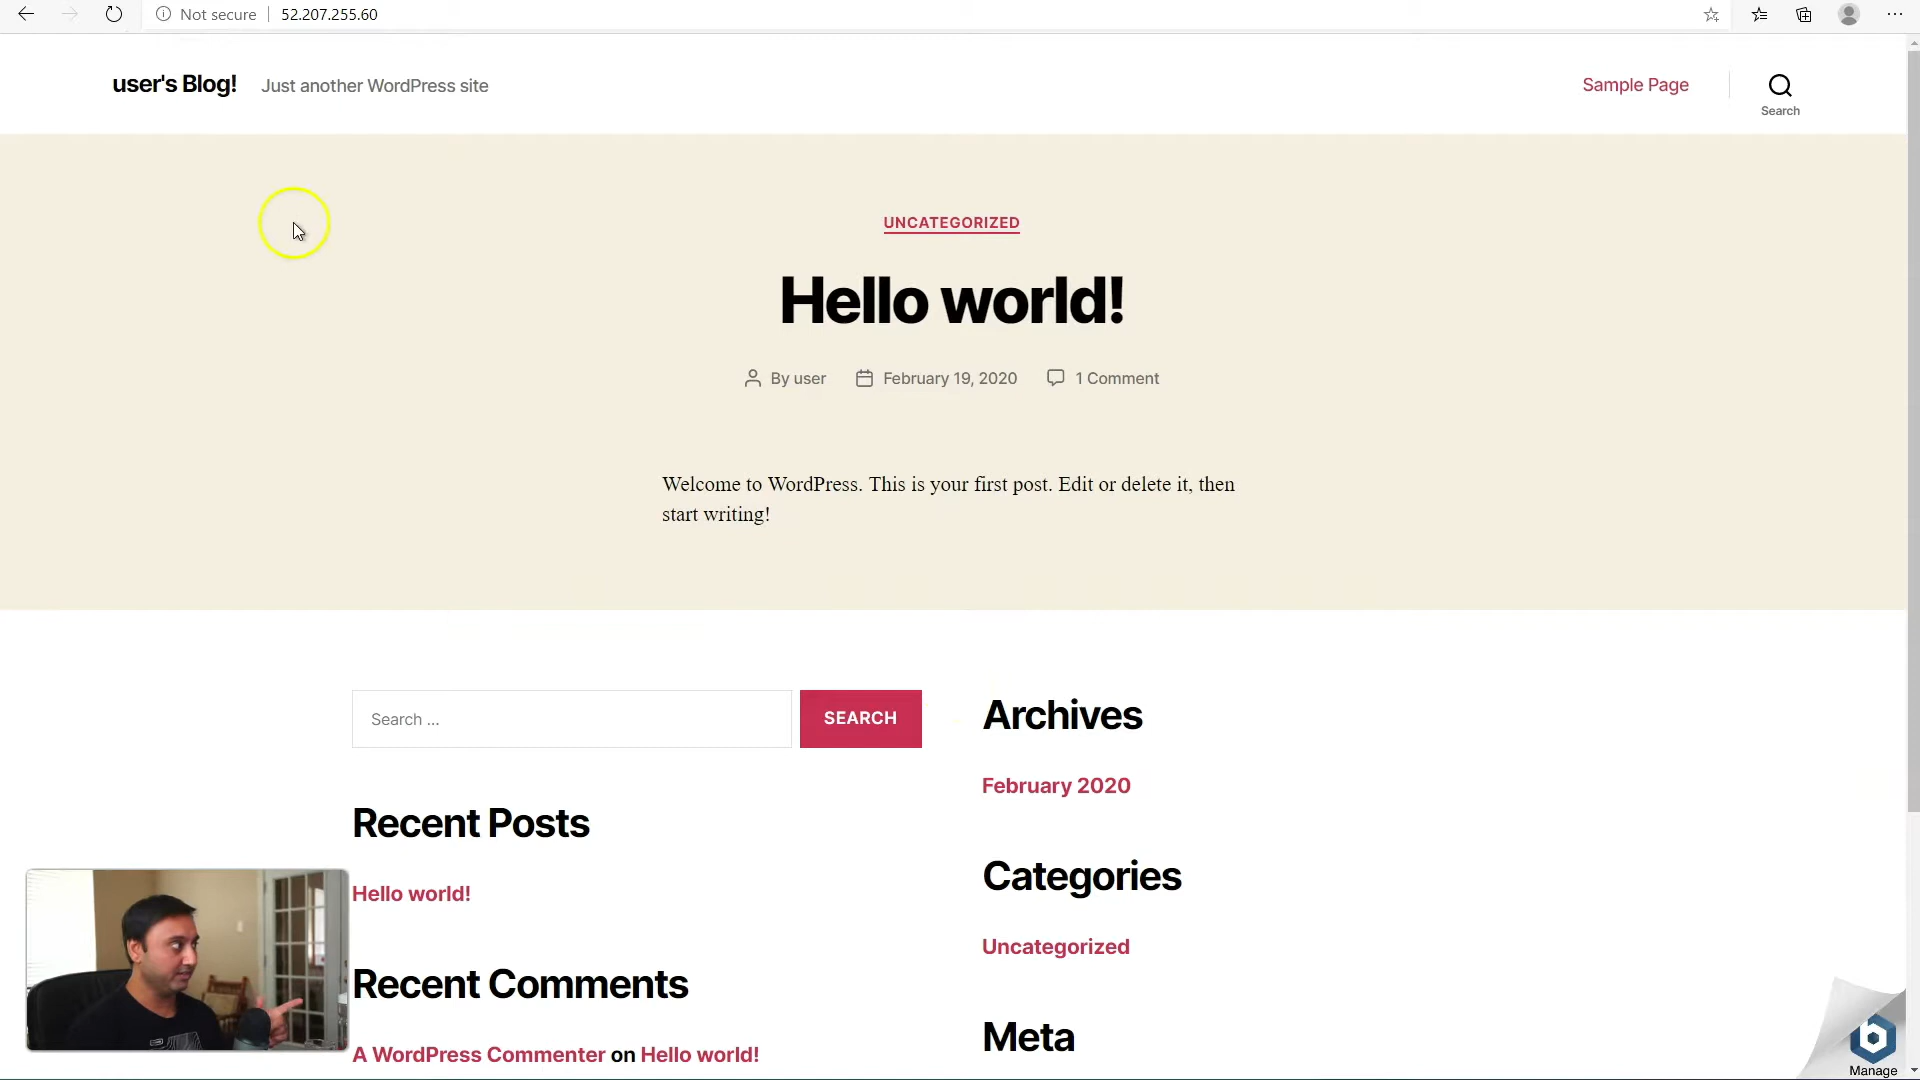 Not secure
52.207.255.60
user's Blog!
Just another WordPress site
Sample Page
Search
UNCATEGORIZED
Hello world!
By user
February 19, 2020
1 Comment
Welcome to WordPress. This is your first post. Edit or delete it, then
start writing!
Search …
SEARCH
Archives
February 2020
Recent Posts
Hello world!
Categories
Uncategorized
Recent Comments
A WordPress Commenter on Hello world!
Meta
Manage